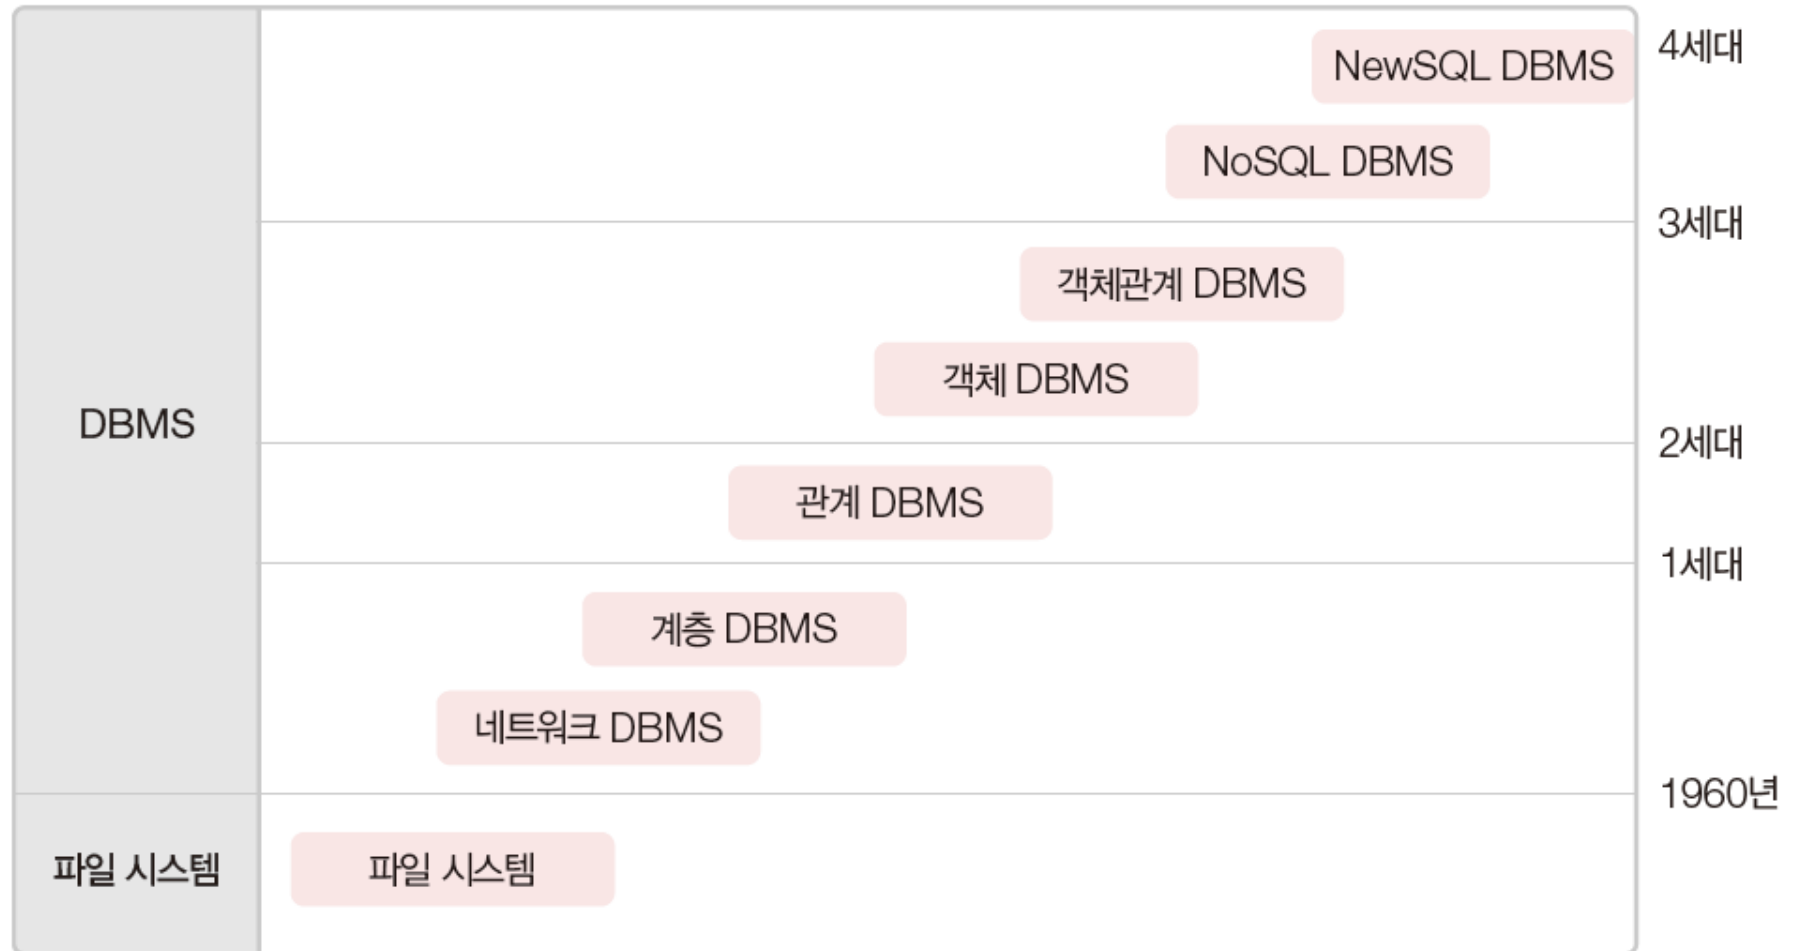 4세대
NewSQL DBMS
NoSQL DBMS
3세대
객체관계 DBMS
객체 DBMS
DBMS
2세대
관계 DBMS
1세대
계층 DBMS
네트워크 DBMS
1960년
파일 시스템
파일 시스템